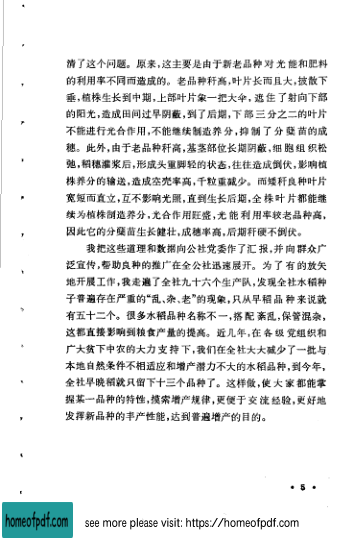 清了这个问题。原来,这主要是由于新老品种对光能和肥料
的利用率不同而造成的。老品种秆高,叶片长而且大,披散下
垂,植株生长到中期,上部叶片象一把大伞,遮住了射向下部
的阳光,造成田间过早阴蔽,到了后期,下部三分之二的叶片
不能进行光合作用,不能继续制造养分,抑制了分蘖苗的成
穗。此外,由于老品种秆高,基茎部位长期阴蔽,细胞组织松
弛,稻穗灌浆后,形成头重脚轻的状态,往往造成倒伏,影响植
株养分的输送,造成空壳率高,千粒重减少。而矮秆良种叶片
宽短而直立,互不影响光照,直到生长后期,全株叶片都能继
续为植株制造养分,光合作用旺盛,光能利用率较老品种高,
因此它的分蘖苗生长健壮,成穗率高,后期秆硬不倒伏。
我把这些道理和数据向公社党委作了汇报,并向群众广
泛宣传,帮助良种的推广在全公社迅速展开。为了有的放矢
地开展工作,我走遍了全社九十六个生产队,发现全社水稻种
子普遍存在严重的“乱、杂、老”的现象,只从早稻品种来说就
有五十二个。很多水稻品种名称不一,搭配紊乱,保管混杂,
这都直接影响到粮食产量的提高。近几年,在各级党组织和
广大贫下中农的大力支持下,我们在全社大大减少了一批与
本地自然条件不相适应和增产潜力不大的水稻品种,到今年,
全社早晚稻就只留下十三个品种了。这样做,使大家都能掌
握某一品种的特性,摸索增产规律,更便于交流经验,更好地
发挥新品种的丰产性能,达到普遍增产的目的。
• 5 •
homeofpdf.com
see more please visit: https://homeofpdf.com